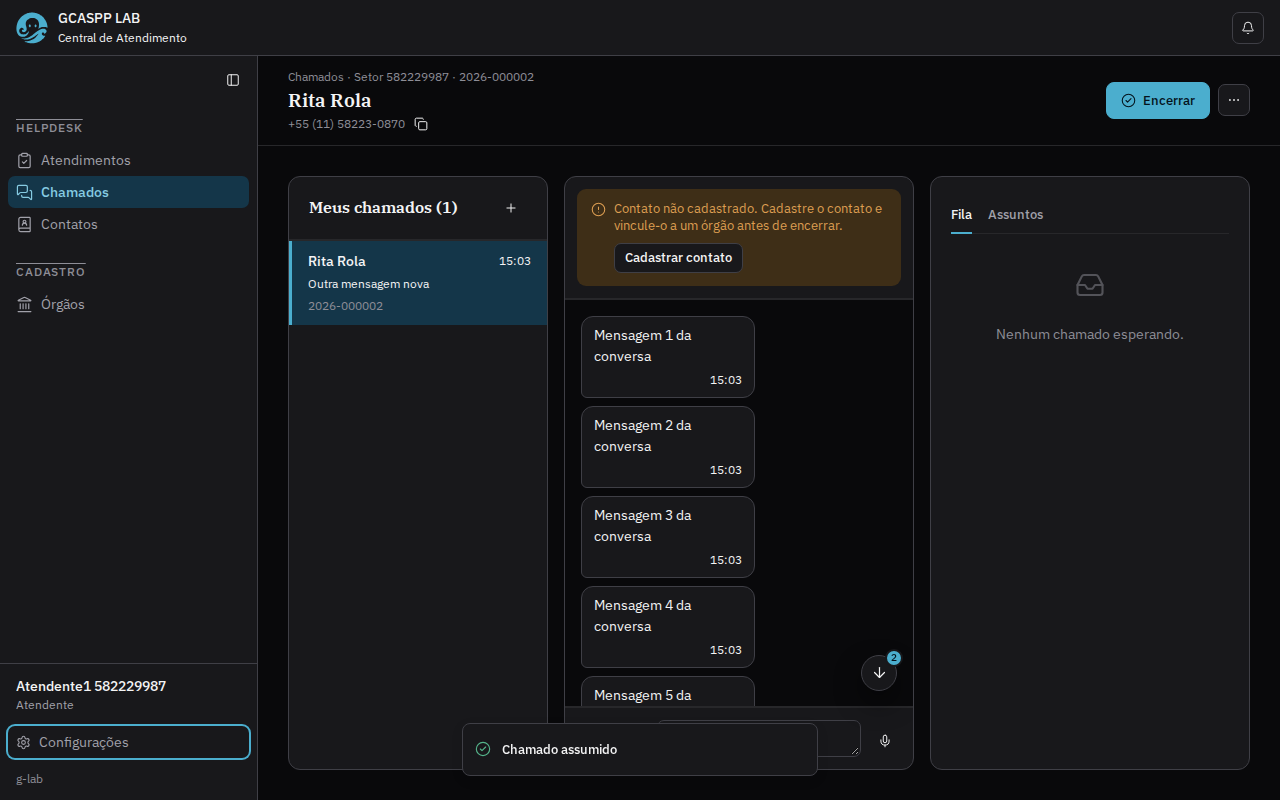 GCASPP LAB
Central de Atendimento
HELPDESK
Atendimentos
Chamados
Contatos
CADASTRO
Órgãos
Atendente1 582229987
Atendente
Configurações
g-lab
Chamados · Setor 582229987 · 2026-000002
Rita Rola
+55 (11) 58223-0870
Encerrar
Meus chamados (1)
Rita Rola 15:03
Outra mensagem nova
2026-000002
Contato não cadastrado. Cadastre o contato e
vincule-o a um órgão antes de encerrar.
Cadastrar contato
Mensagem 1 da
conversa
15:03
Mensagem 2 da
conversa
15:03
Mensagem 3 da
conversa
15:03
Mensagem 4 da
conversa
15:03
Mensagem 5 da
2
Chamado assumido
Fila Assuntos
Nenhum chamado esperando.